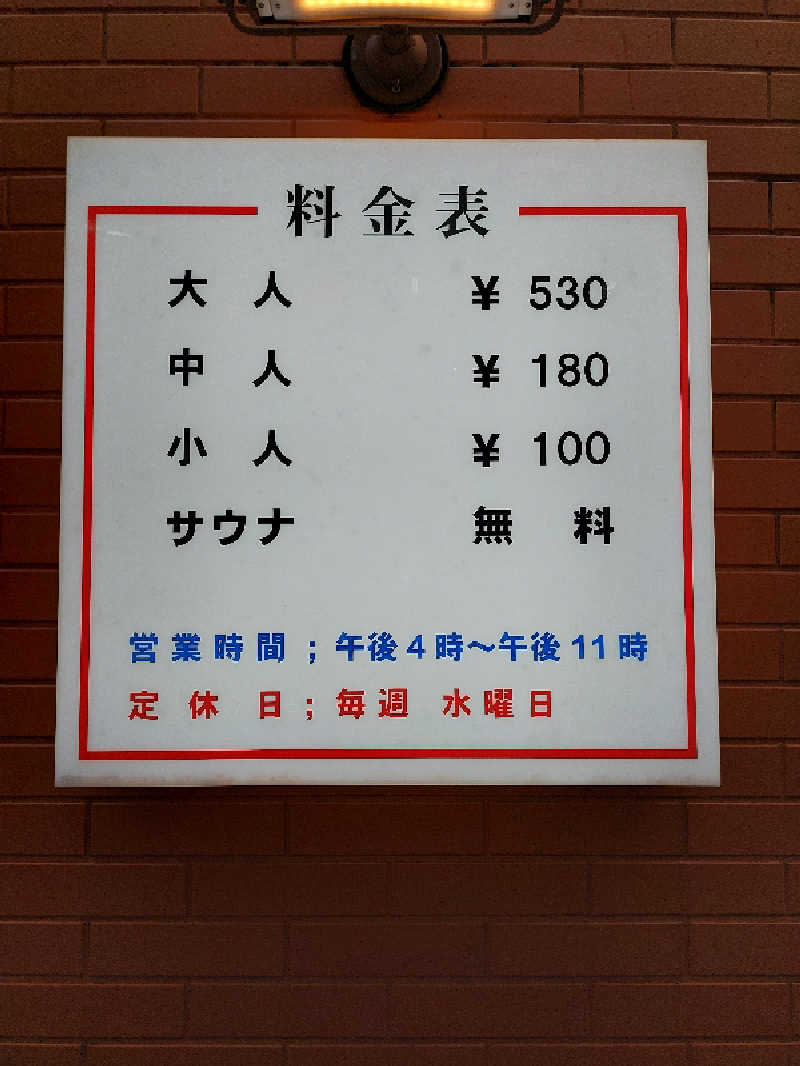 料金表
大人 ¥ 530
中人 ¥ 180
小人 ¥ 100
サウナ 無料
営業時間；午後4時～午後11時
定休日；毎週 水曜日